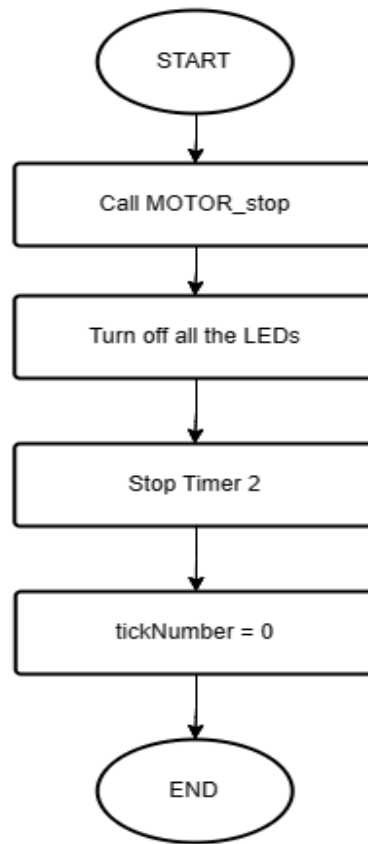 START
Call MOTOR_stop
Turn off all the LEDs
Stop Timer 2
tickNumber = 0
END